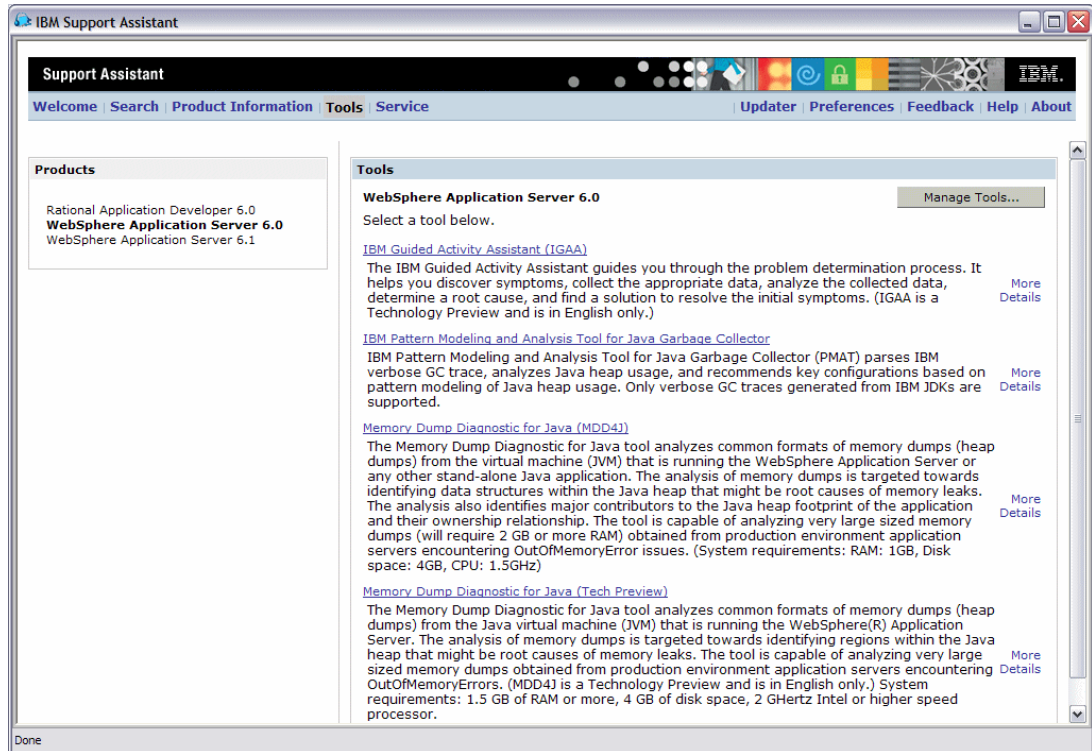 IBM Support Assistant
Support Assistant
IBM.
Welcome | Search | Product Information | Tools | Service | Updater | Preferences | Feedback | Help | About
Products
Rational Application Developer 6.0
WebSphere Application Server 6.0
WebSphere Application Server 6.1
Tools
WebSphere Application Server 6.0
Manage Tools...
Select a tool below.
IBM Guided Activity Assistant (IGAA)
The IBM Guided Activity Assistant guides you through the problem determination process. It
helps you discover symptoms, collect the appropriate data, analyze the collected data,
determine a root cause, and find a solution to resolve the initial symptoms. (IGAA is a
Technology Preview and is in English only.)
More
Details
IBM Pattern Modeling and Analysis Tool for Java Garbage Collector
IBM Pattern Modeling and Analysis Tool for Java Garbage Collector (PMAT) parses IBM
verbose GC trace, analyzes Java heap usage, and recommends key configurations based on
pattern modeling of Java heap usage. Only verbose GC traces generated from IBM JDKs are
supported.
More
Details
Memory Dump Diagnostic for Java (MDD4J)
The Memory Dump Diagnostic for Java tool analyzes common formats of memory dumps (heap
dumps) from the virtual machine (JVM) that is running the WebSphere Application Server or
any other stand-alone Java application. The analysis of memory dumps is targeted towards
identifying data structures within the Java heap that might be root causes of memory leaks.
The analysis also identifies major contributors to the Java heap footprint of the application
and their ownership relationship. The tool is capable of analyzing very large sized memory
dumps (will require 2 GB or more RAM) obtained from production environment application
servers encountering OutOfMemoryError issues. (System requirements: RAM: 1GB, Disk
space: 4GB, CPU: 1.5GHz)
More
Details
Memory Dump Diagnostic for Java (Tech Preview)
The Memory Dump Diagnostic for Java tool analyzes common formats of memory dumps (heap
dumps) from the Java virtual machine (JVM) that is running the WebSphere(R) Application
Server. The analysis of memory dumps is targeted towards identifying regions within the Java
heap that might be root causes of memory leaks. The tool is capable of analyzing very large
sized memory dumps obtained from production environment application servers encountering
OutOfMemoryErrors. (MDD4J is a Technology Preview and is in English only.) System
requirements: 1.5 GB of RAM or more, 4 GB of disk space, 2 GHertz Intel or higher speed
processor.
More
Details
Done